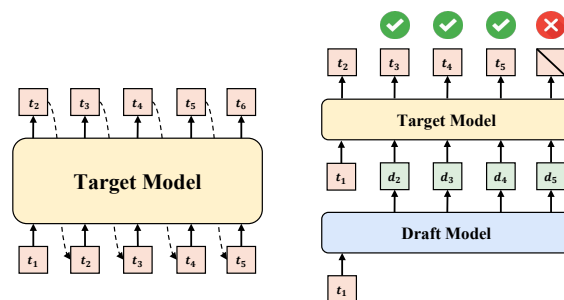 t2 t3 t4 t5 t6
Target Model
t1 t2 t3 t4 t5
t2 t3 t4 t5
Target Model
t1 d2 d3 d4 d5
Draft Model
t1